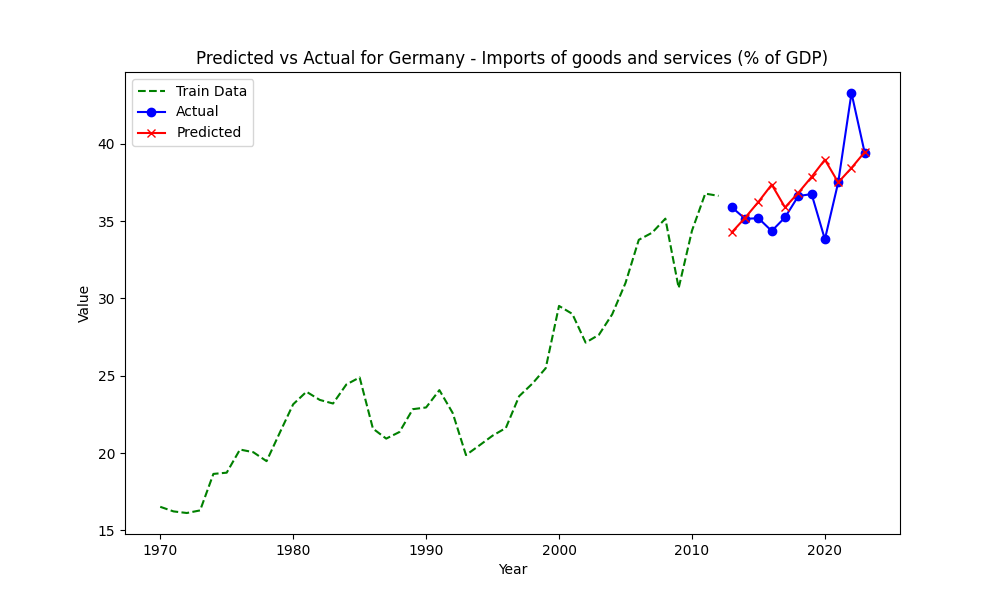 Predicted vs Actual for Germany - Imports of goods and services (% of GDP)
Train Data
Actual
Predicted
Value
40
35
30
25
20
15
1970
1980
1990
2000
2010
2020
Year